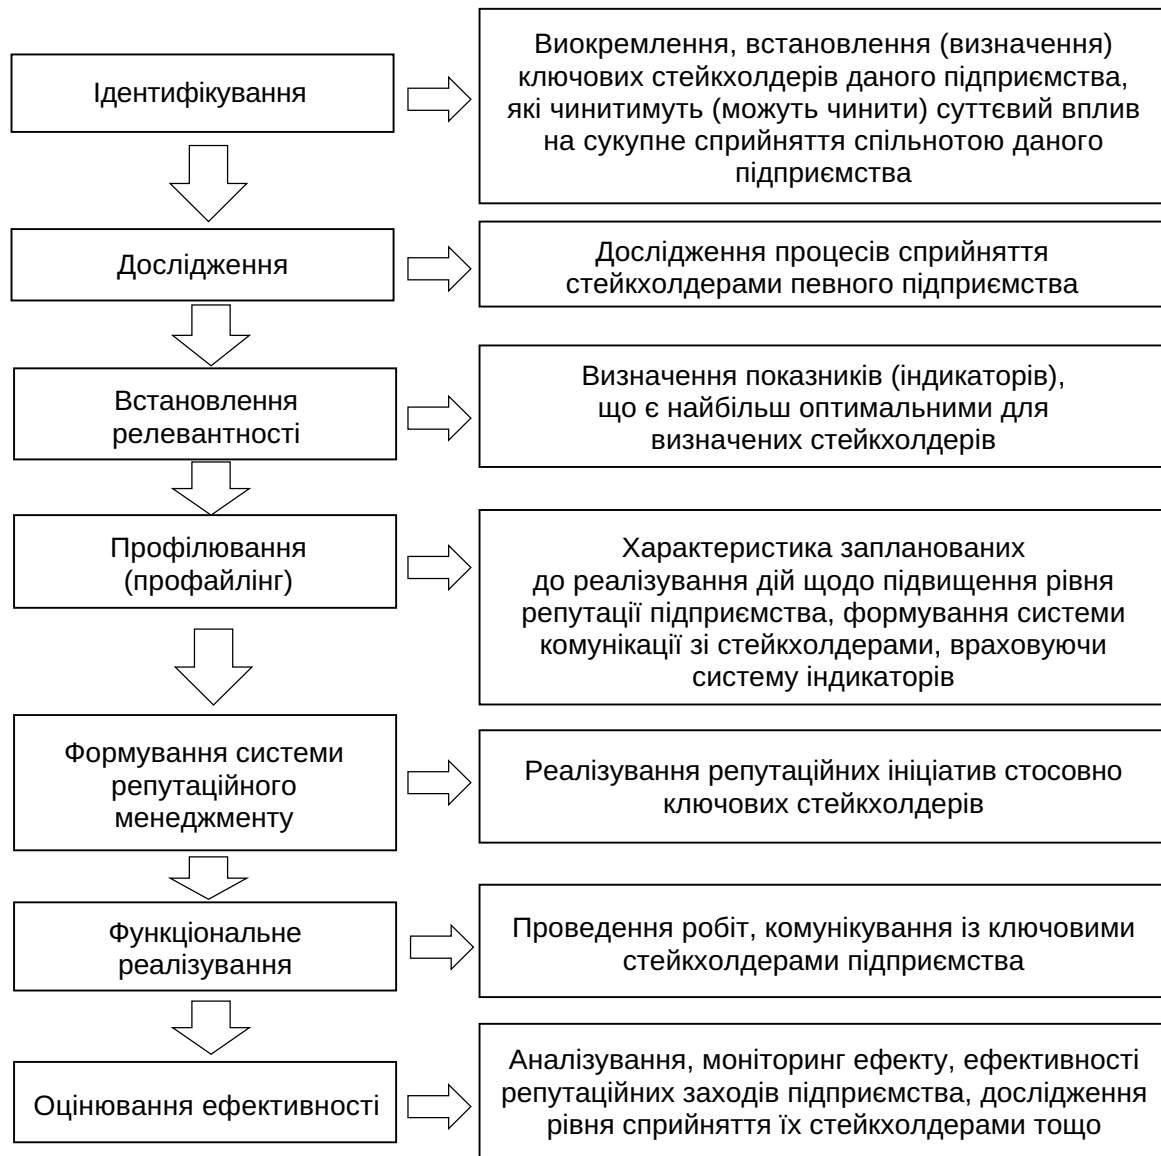 Ідентифікування
Виокремлення, встановлення (визначення)
ключових стейкхолдерів даного підприємства,
які чинитимуть (можуть чинити) суттєвий вплив
на сукупне сприйняття спільнотою даного
підприємства
Дослідження
Дослідження процесів сприйняття
стейкхолдерами певного підприємства
Встановлення
релевантності
Визначення показників (індикаторів),
що є найбільш оптимальними для
визначених стейкхолдерів
Профілювання
(профайлінг)
Характеристика запланованих
до реалізування дій щодо підвищення рівня
репутації підприємства, формування системи
комунікації зі стейкхолдерами, враховуючи
систему індикаторів
Формування системи
репутаційного
менеджменту
Реалізування репутаційних ініціатив стосовно
ключових стейкхолдерів
Функціональне
реалізування
Проведення робіт, комунікування із ключовими
стейкхолдерами підприємства
Оцінювання ефективності
Аналізування, моніторинг ефекту, ефективності
репутаційних заходів підприємства, дослідження
рівня сприйняття їх стейкхолдерами тощо